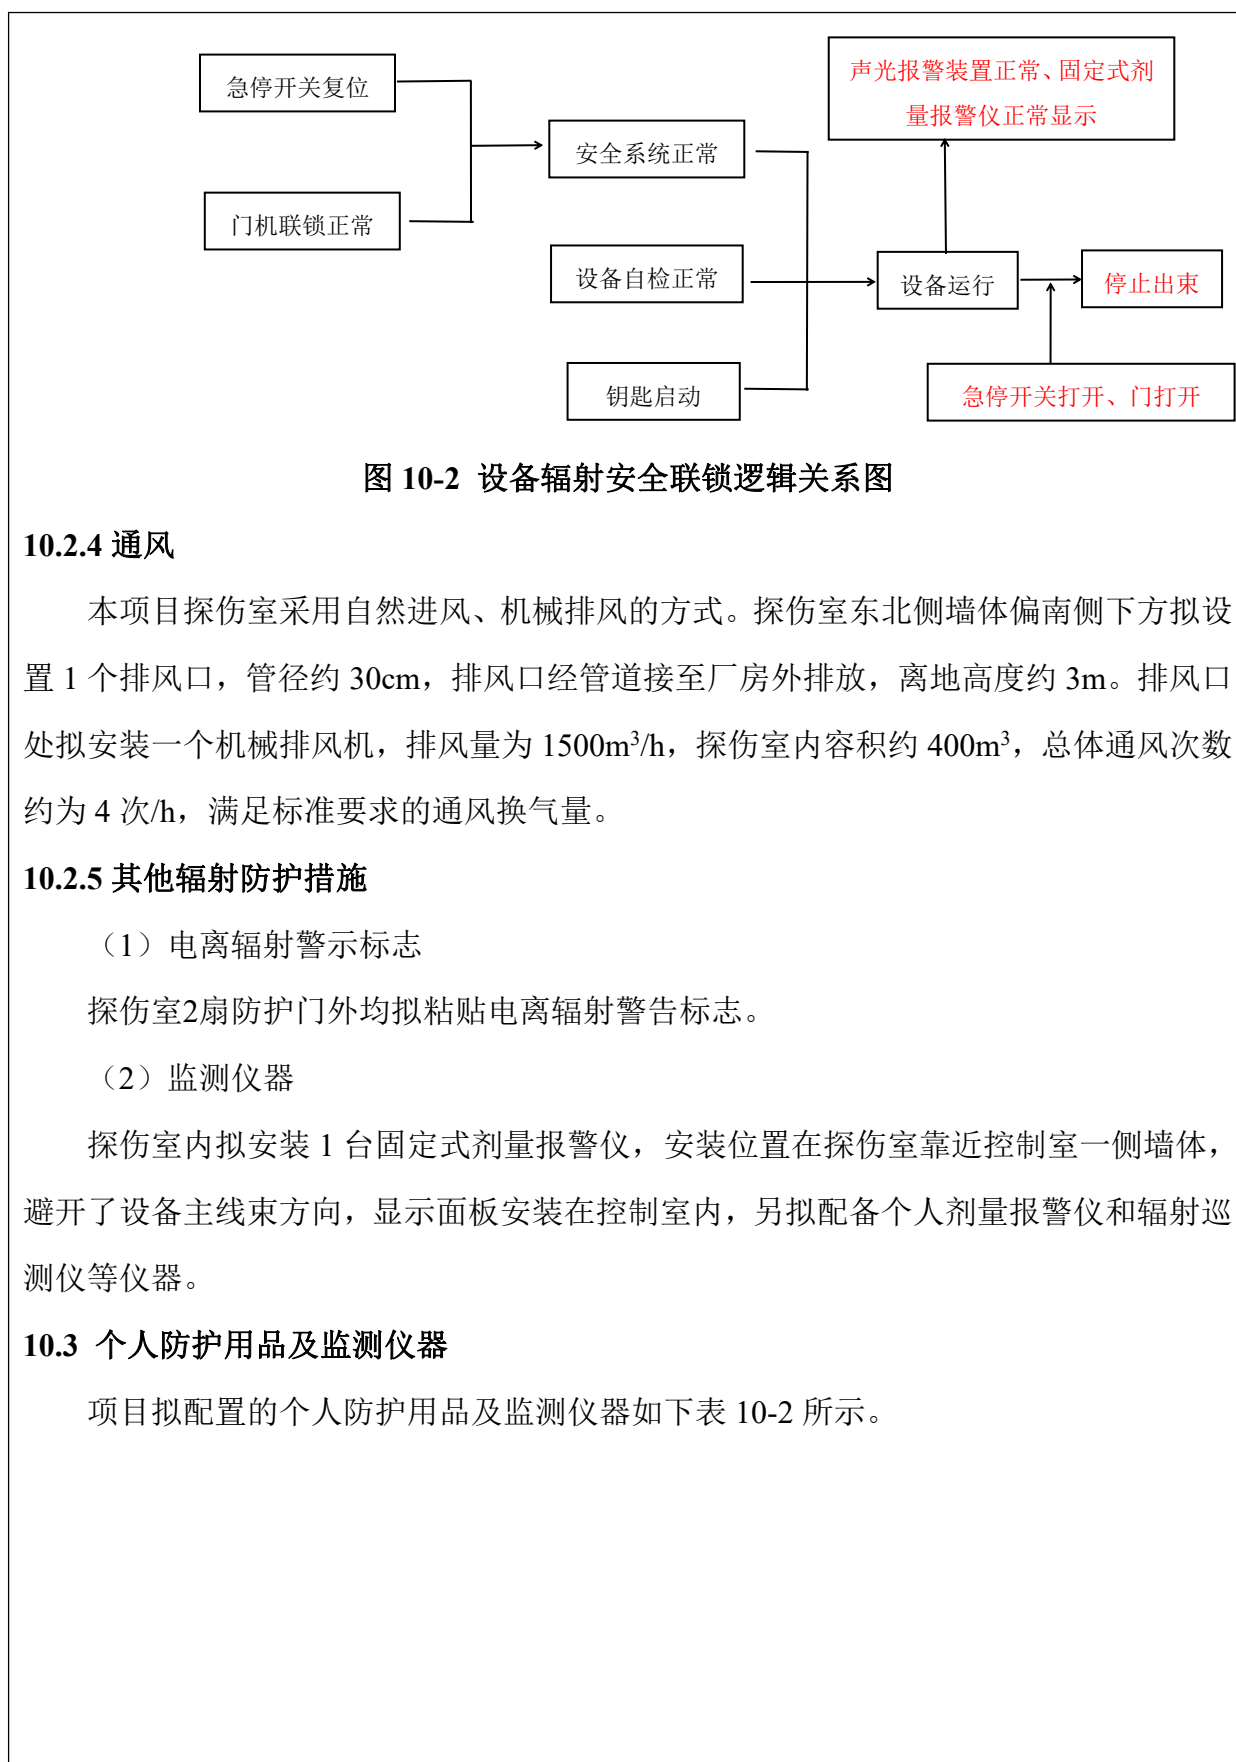 急停开关复位
门机联锁正常
安全系统正常
设备自检正常
钥匙启动
声光报警装置正常、固定式剂
量报警仪正常显示
设备运行
停止出束
急停开关打开、门打开
图 10-2 设备辐射安全联锁逻辑关系图
10.2.4 通风
本项目探伤室采用自然进风、机械排风的方式。探伤室东北侧墙体偏南侧下方拟设
置 1 个排风口，管径约 30cm，排风口经管道接至厂房外排放，离地高度约 3m。排风口
处拟安装一个机械排风机，排风量为 1500m³/h，探伤室内容积约 400m³，总体通风次数
约为 4 次/h，满足标准要求的通风换气量。
10.2.5 其他辐射防护措施
（1）电离辐射警示标志
探伤室2扇防护门外均拟粘贴电离辐射警告标志。
（2）监测仪器
探伤室内拟安装 1 台固定式剂量报警仪，安装位置在探伤室靠近控制室一侧墙体，
避开了设备主线束方向，显示面板安装在控制室内，另拟配备个人剂量报警仪和辐射巡
测仪等仪器。
10.3 个人防护用品及监测仪器
项目拟配置的个人防护用品及监测仪器如下表 10-2 所示。